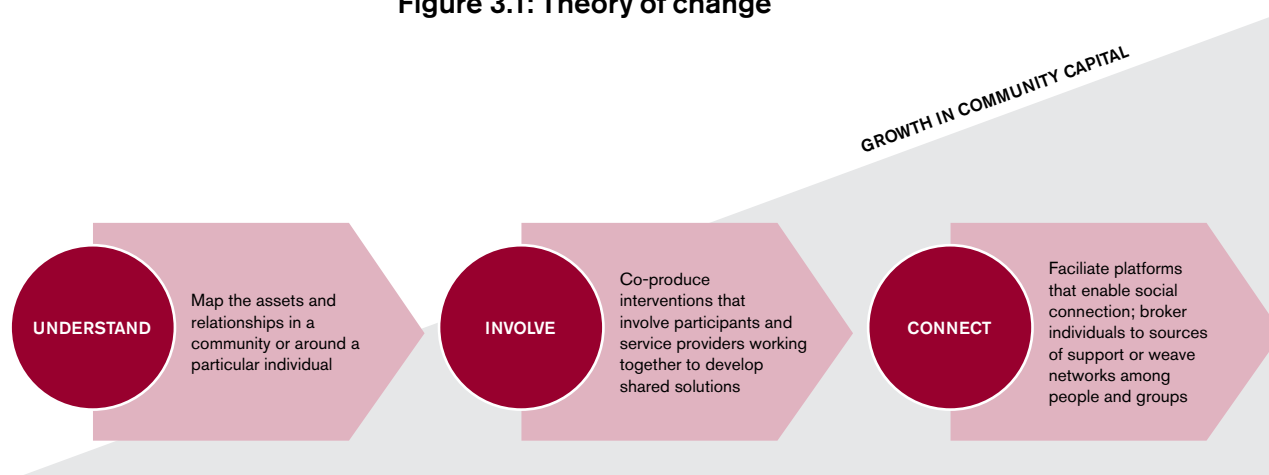 Figure 3.1: Theory of change
GROWTH IN COMMUNITY CAPITAL
UNDERSTAND
Map the assets and
relationships in a
community or around a
particular individual
INVOLVE
Co-produce
interventions that
involve participants and
service providers working
together to develop
shared solutions
CONNECT
Faciliate platforms
that enable social
connection; broker
individuals to sources
of support or weave
networks among
people and groups